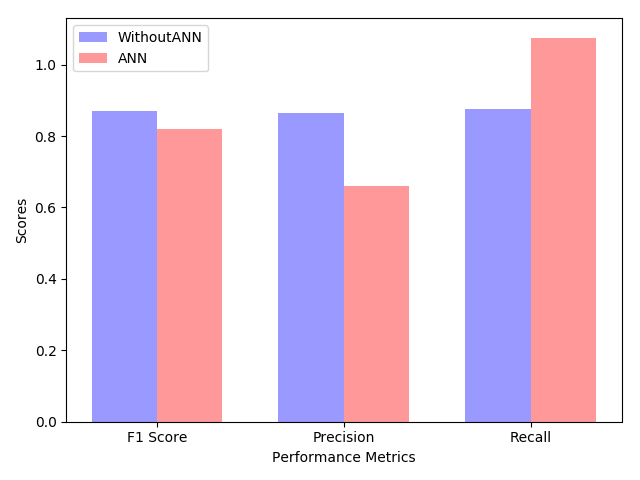 WithoutANN
ANN
1.0
0.8
0.6
0.4
0.2
0.0
Scores
F1 Score
Precision
Recall
Performance Metrics